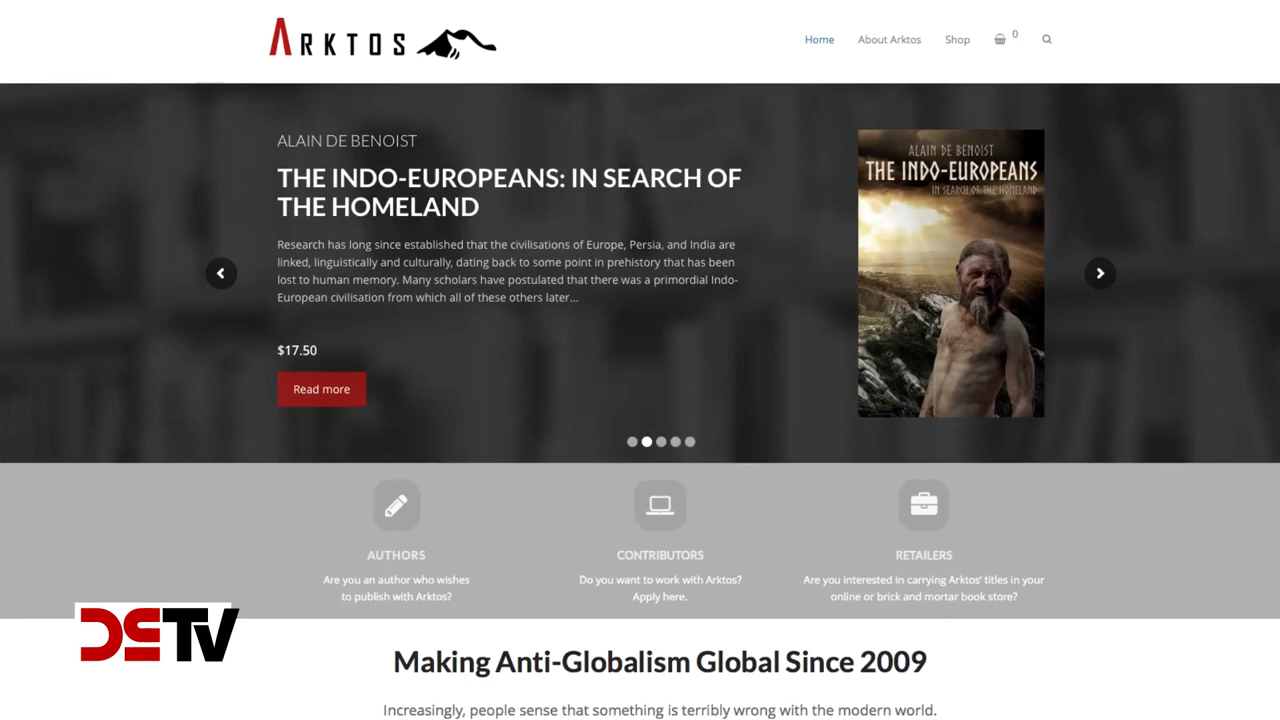 ARKTOS
Home
About Arktos
Shop
0
ALAIN DE BENOIST
THE INDO-EUROPEANS: IN SEARCH OF
THE HOMELAND
Research has long since established that the civilisations of Europe, Persia, and India are
linked, linguistically and culturally, dating back to some point in prehistory that has been
lost to human memory. Many scholars have postulated that there was a primordial Indo-
European civilisation from which all of these others later...
$17.50
Read more
ALAIN DE BENOIST
THE INDO-EUROPEANS
IN SEARCH OF THE HOMELAND
AUTHORS
Are you an author who wishes
to publish with Arktos?
CONTRIBUTORS
Do you want to work with Arktos?
Apply here.
RETAILERS
Are you interested in carrying Arktos' titles in your
online or brick and mortar book store?
DSTV
Making Anti-Globalism Global Since 2009
Increasingly, people sense that something is terribly wrong with the modern world.